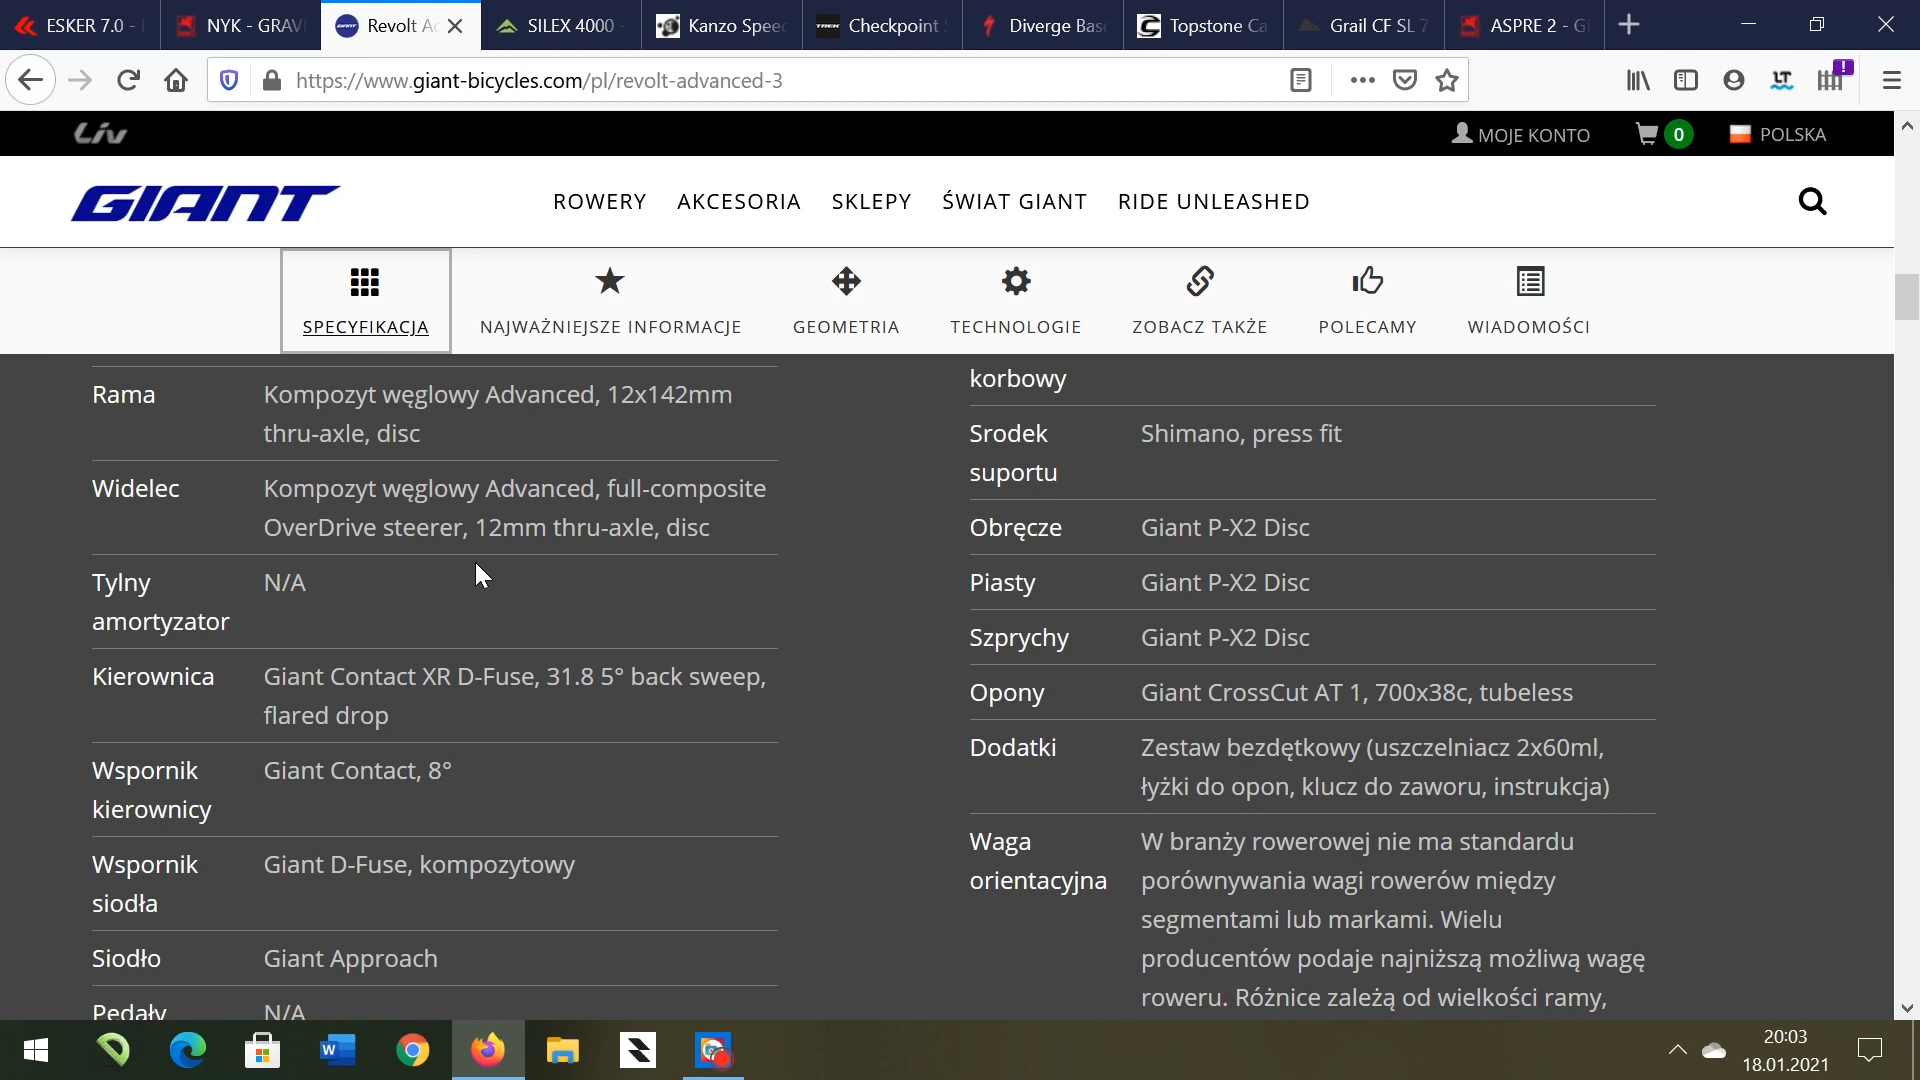 ESKER 7.0 -
NYK - GRAV
Revolt Ad
SILEX 4000 -
Kanzo Speed
Checkpoint
Diverge Base
Topstone Ca
Grail CF SL 7
ASPRE 2 - G
https://www.giant-bicycles.com/pl/revolt-advanced-3
Liv
MOJE KONTO
0
POLSKA
GIANT
ROWERY
AKCESORIA
SKLEPY
ŚWIAT GIANT
RIDE UNLEASHED
SPECYFIKACJA
NAJWAŻNIEJSZE INFORMACJE
GEOMETRIA
TECHNOLOGIE
ZOBACZ TAKŻE
POLECAMY
WIADOMOŚCI
Rama
Kompozyt węglowy Advanced, 12x142mm
thru-axle, disc
Widelec
Kompozyt węglowy Advanced, full-composite
OverDrive steerer, 12mm thru-axle, disc
Tylny
amortyzator
N/A
Kierownica
Giant Contact XR D-Fuse, 31.8 5° back sweep,
flared drop
Wspornik
kierownicy
Giant Contact, 8°
Wspornik
siodła
Giant D-Fuse, kompozytowy
Siodło
Giant Approach
Pedały
N/A
korbowy
Srodek
suportu
Shimano, press fit
Obręcze
Giant P-X2 Disc
Piasty
Giant P-X2 Disc
Szprychy
Giant P-X2 Disc
Opony
Giant CrossCut AT 1, 700x38c, tubeless
Dodatki
Zestaw bezdętkowy (uszczelniacz 2x60ml,
łyżki do opon, klucz do zaworu, instrukcja)
Waga
orientacyjna
W branży rowerowej nie ma standardu
porównywania wagi rowerów między
segmentami lub markami. Wielu
producentów podaje najniższą możliwą wagę
roweru. Różnice zależą od wielkości ramy,
20:03
18.01.2021